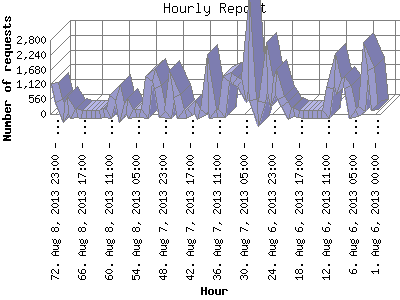 Hourly Report
Number of requests
2,800
2,240
1,680
1,120
560
0
72. Aug 8, 2013 23:00 - ...
66. Aug 8, 2013 17:00 - ...
60. Aug 8, 2013 11:00 - ...
54. Aug 8, 2013 05:00 - ...
48. Aug 7, 2013 23:00 - ...
42. Aug 7, 2013 17:00 - ...
36. Aug 7, 2013 11:00 - ...
30. Aug 7, 2013 05:00 - ...
24. Aug 6, 2013 23:00 - ...
18. Aug 6, 2013 17:00 - ...
12. Aug 6, 2013 11:00 - ...
6. Aug 6, 2013 05:00 - ...
1. Aug 6, 2013 00:00 - ...
Hour